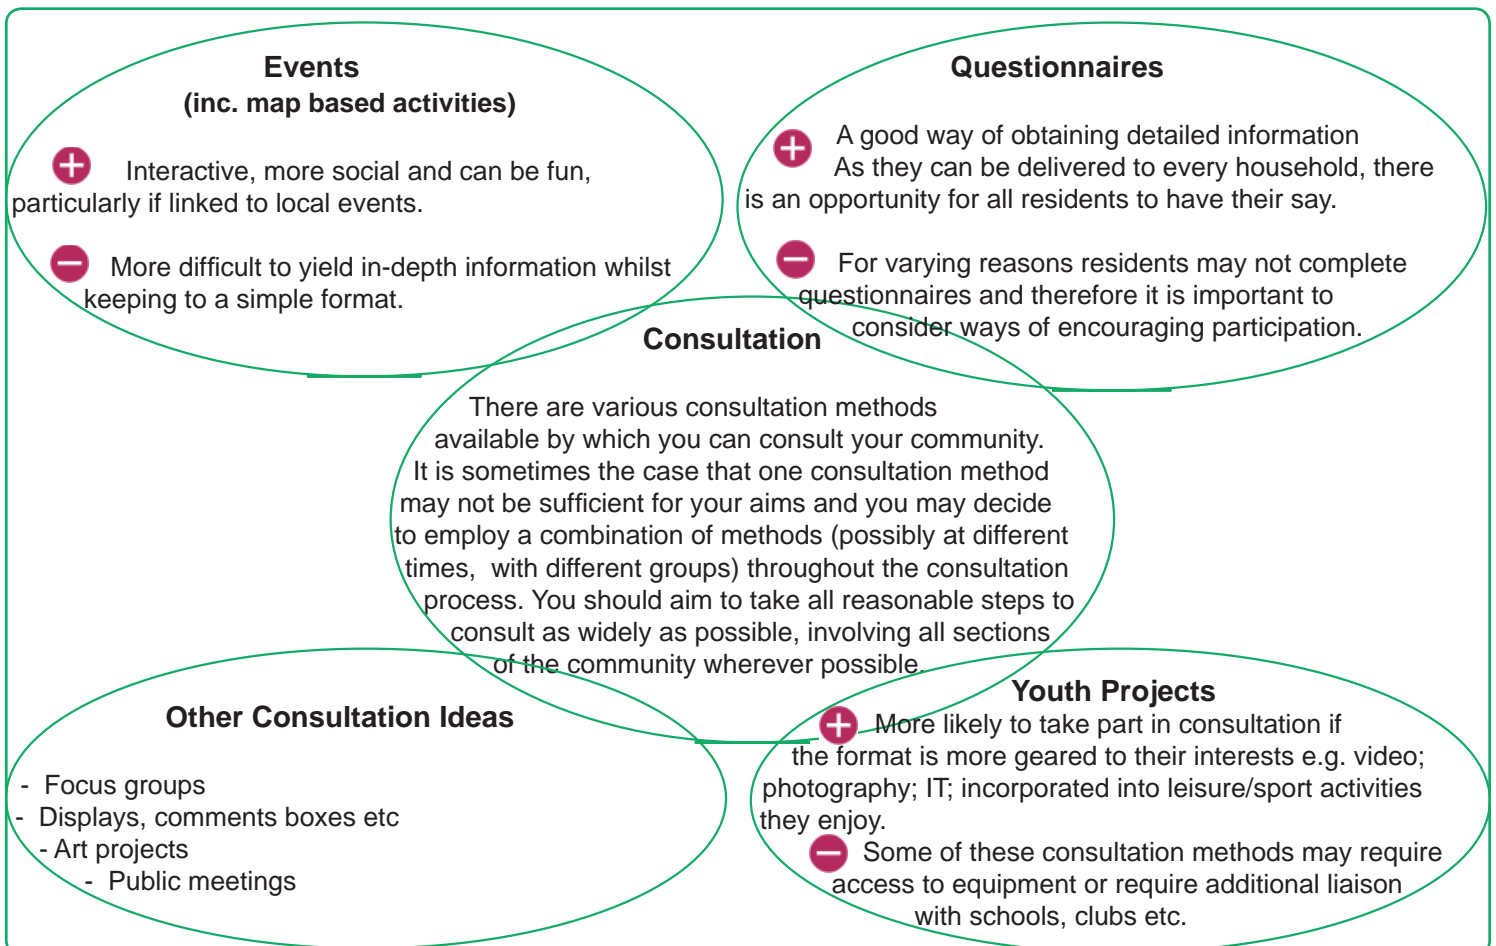 Events
(inc. map based activities)
Interactive, more social and can be fun,
particularly if linked to local events.
More difficult to yield in-depth information whilst
keeping to a simple format.
Questionnaires
A good way of obtaining detailed information
As they can be delivered to every household, there
is an opportunity for all residents to have their say.
For varying reasons residents may not complete
questionnaires and therefore it is important to
consider ways of encouraging participation.
Consultation
There are various consultation methods
available by which you can consult your community.
It is sometimes the case that one consultation method
may not be sufficient for your aims and you may decide
to employ a combination of methods (possibly at different
times,  with different groups) throughout the consultation
process. You should aim to take all reasonable steps to
consult as widely as possible, involving all sections
of the community wherever possible.
Other Consultation Ideas
- Focus groups
- Displays, comments boxes etc
- Art projects
- Public meetings
Youth Projects
More likely to take part in consultation if
the format is more geared to their interests e.g. video;
photography; IT; incorporated into leisure/sport activities
they enjoy.
Some of these consultation methods may require
access to equipment or require additional liaison
with schools, clubs etc.